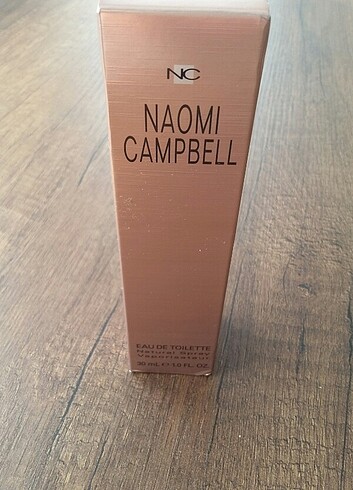 NC
NAOMI
CAMPBELL
EAU DE TOILETTE
Natural Spray
Vaporisateur
30 mL ℮ 1.0 FL. OZ.